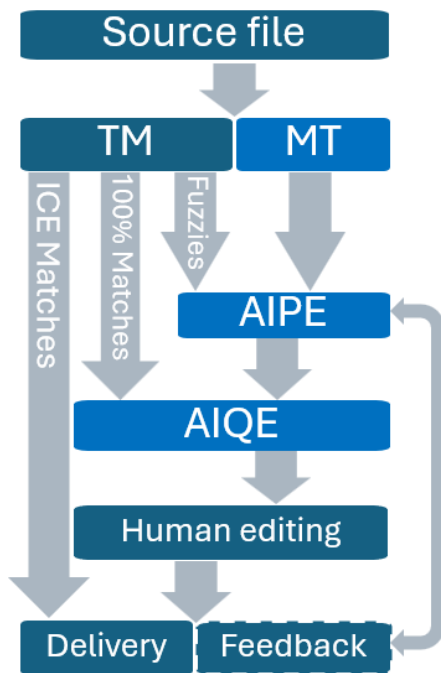 Source file
TM
MT
ICE Matches
100% Matches
Fuzzies
AIPE
AIQE
Human editing
Delivery
Feedback